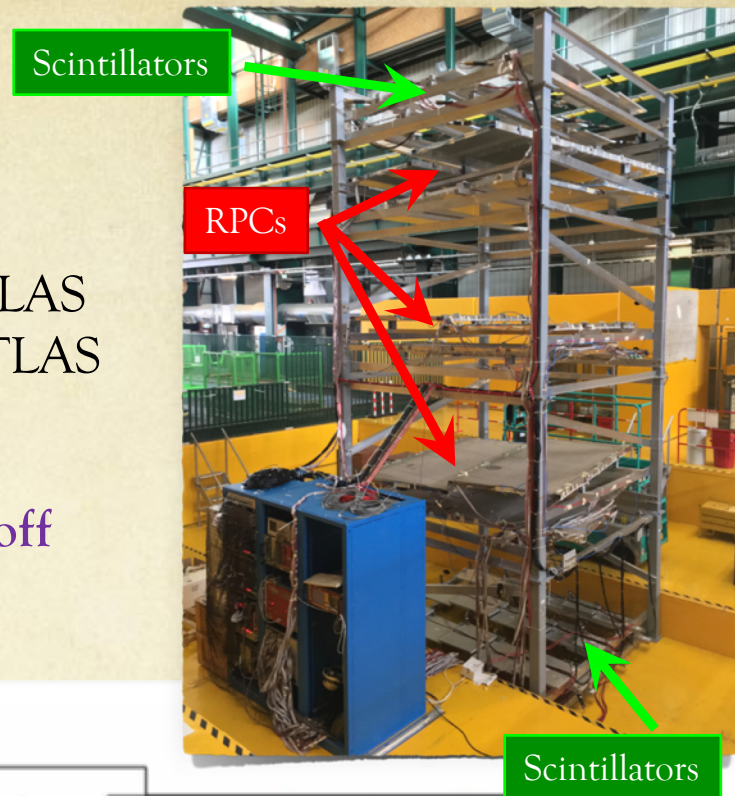 Scintillators
RPCs
LAS
TLAS
off
Scintillators